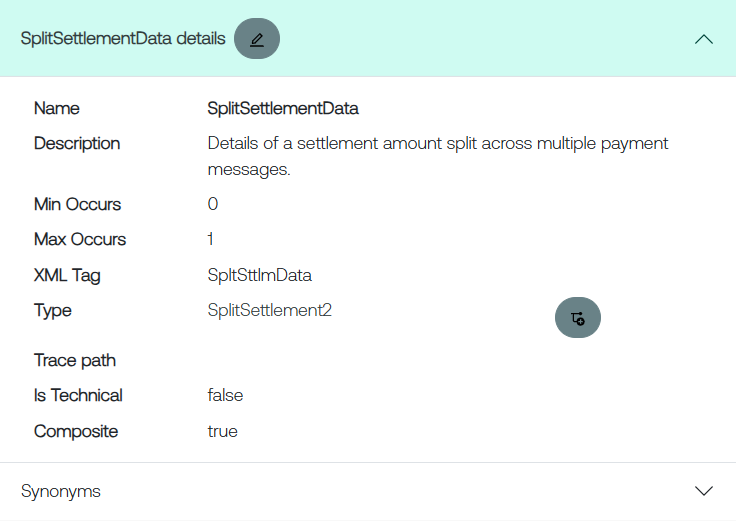 SplitSettlementData details
Name SplitSettlementData
Description Details of a settlement amount split across multiple payment
messages.
Min Occurs 0
Max Occurs 1
XML Tag SpltSttlmData
Type SplitSettlement2
Trace path
Is Technical false
Composite true
Synonyms